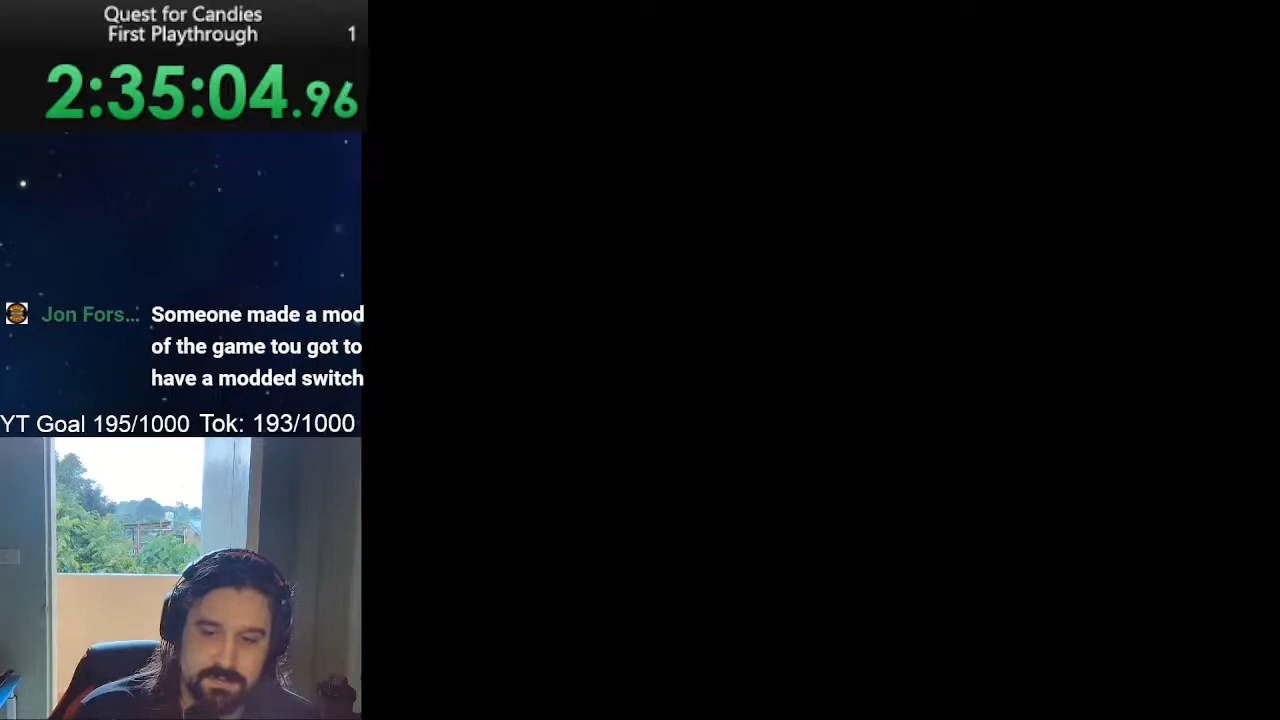 Quest for Candies
First Playthrough 1
2:35:04.96
Jon Fors... Someone made a mod
of the game tou got to
have a modded switch
YT Goal 195/1000 Tok: 193/1000